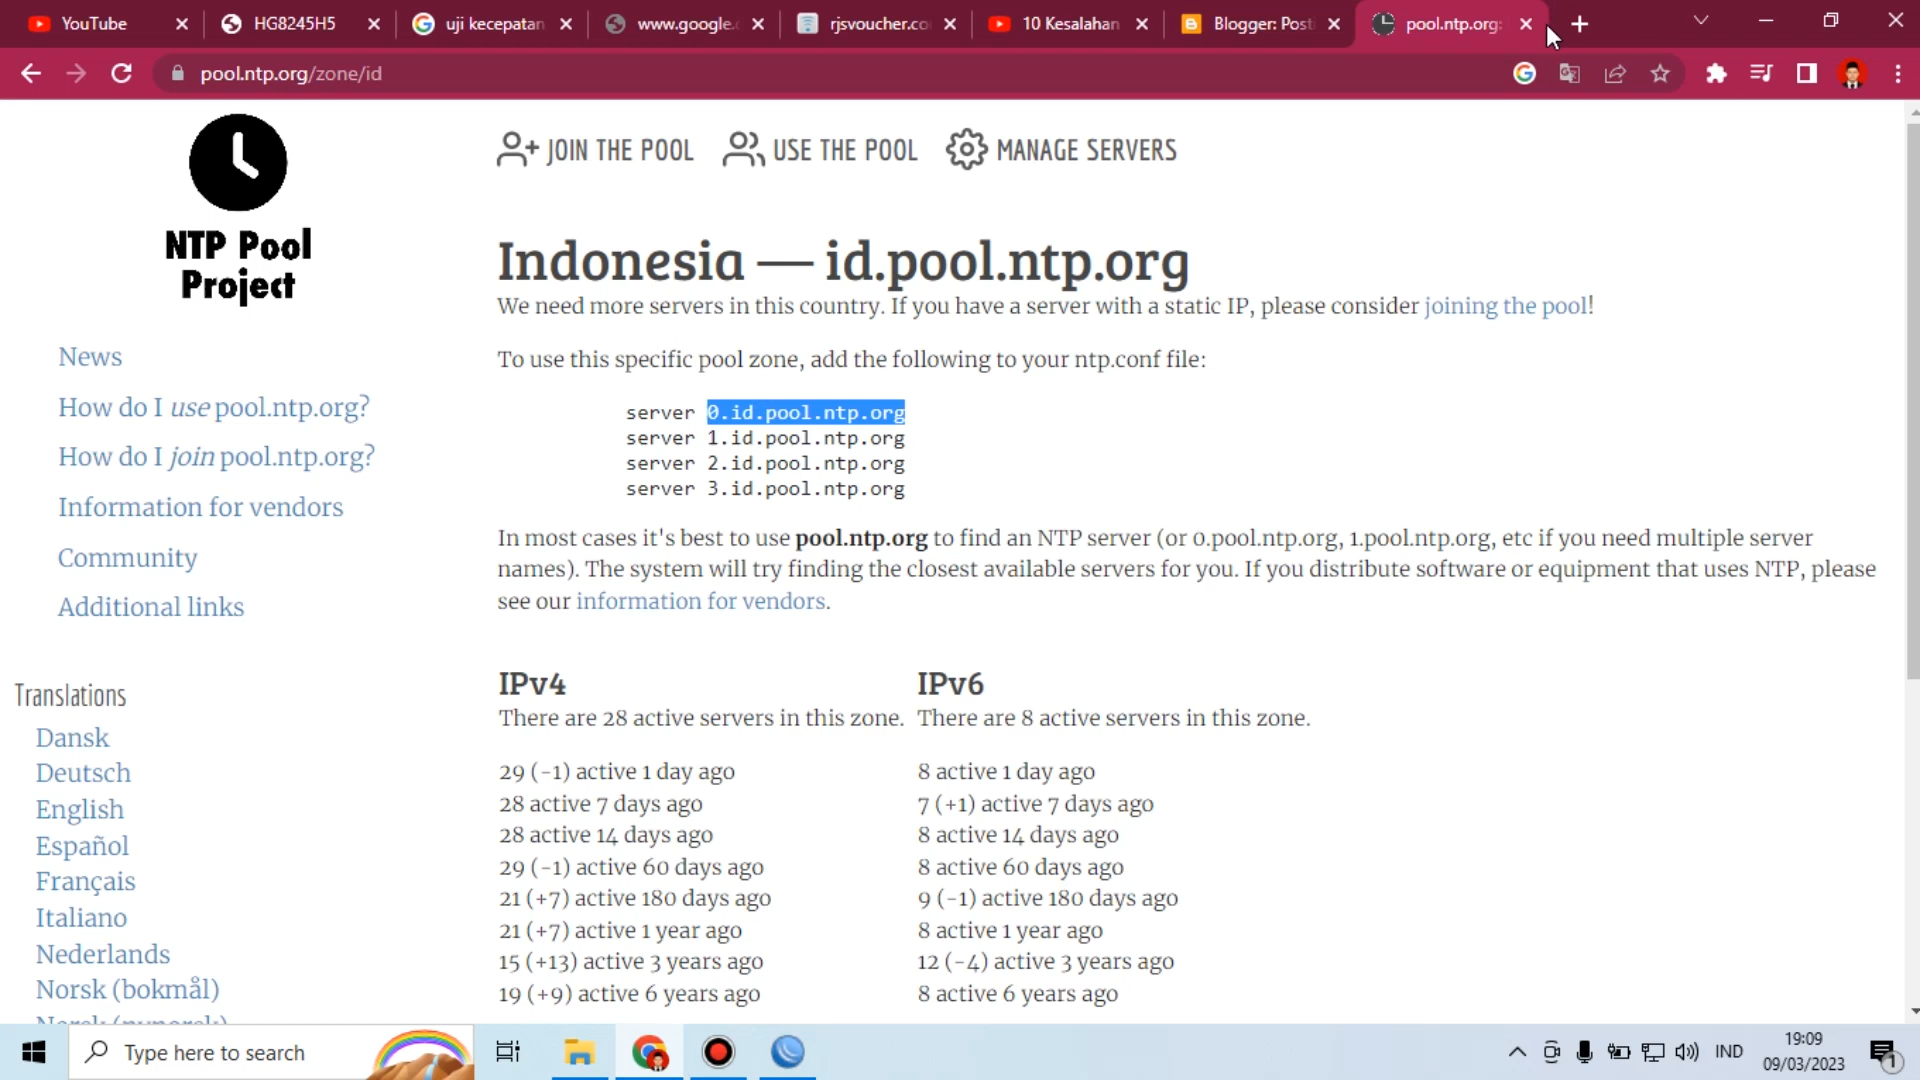 YouTube
HG8245H5
uji kecepatan
www.google.
rjsvoucher.co
10 Kesalahan
Blogger: Post
pool.ntp.org:
pool.ntp.org/zone/id
NTP Pool
Project
JOIN THE POOL
USE THE POOL
MANAGE SERVERS
Indonesia — id.pool.ntp.org
We need more servers in this country. If you have a server with a static IP, please consider joining the pool!
To use this specific pool zone, add the following to your ntp.conf file:
server 0.id.pool.ntp.org
server 1.id.pool.ntp.org
server 2.id.pool.ntp.org
server 3.id.pool.ntp.org
In most cases it's best to use pool.ntp.org to find an NTP server (or 0.pool.ntp.org, 1.pool.ntp.org, etc if you need multiple server
names). The system will try finding the closest available servers for you. If you distribute software or equipment that uses NTP, please
see our information for vendors.
IPv4
There are 28 active servers in this zone.
29 (-1) active 1 day ago
28 active 7 days ago
28 active 14 days ago
29 (-1) active 60 days ago
21 (+7) active 180 days ago
21 (+7) active 1 year ago
15 (+13) active 3 years ago
19 (+9) active 6 years ago
IPv6
There are 8 active servers in this zone.
8 active 1 day ago
7 (+1) active 7 days ago
8 active 14 days ago
8 active 60 days ago
9 (-1) active 180 days ago
8 active 1 year ago
12 (-4) active 3 years ago
8 active 6 years ago
News
How do I use pool.ntp.org?
How do I join pool.ntp.org?
Information for vendors
Community
Additional links
Translations
Dansk
Deutsch
English
Español
Français
Italiano
Nederlands
Norsk (bokmål)
Norsk (nynorsk)
Type here to search
IND
19:09
09/03/2023
1